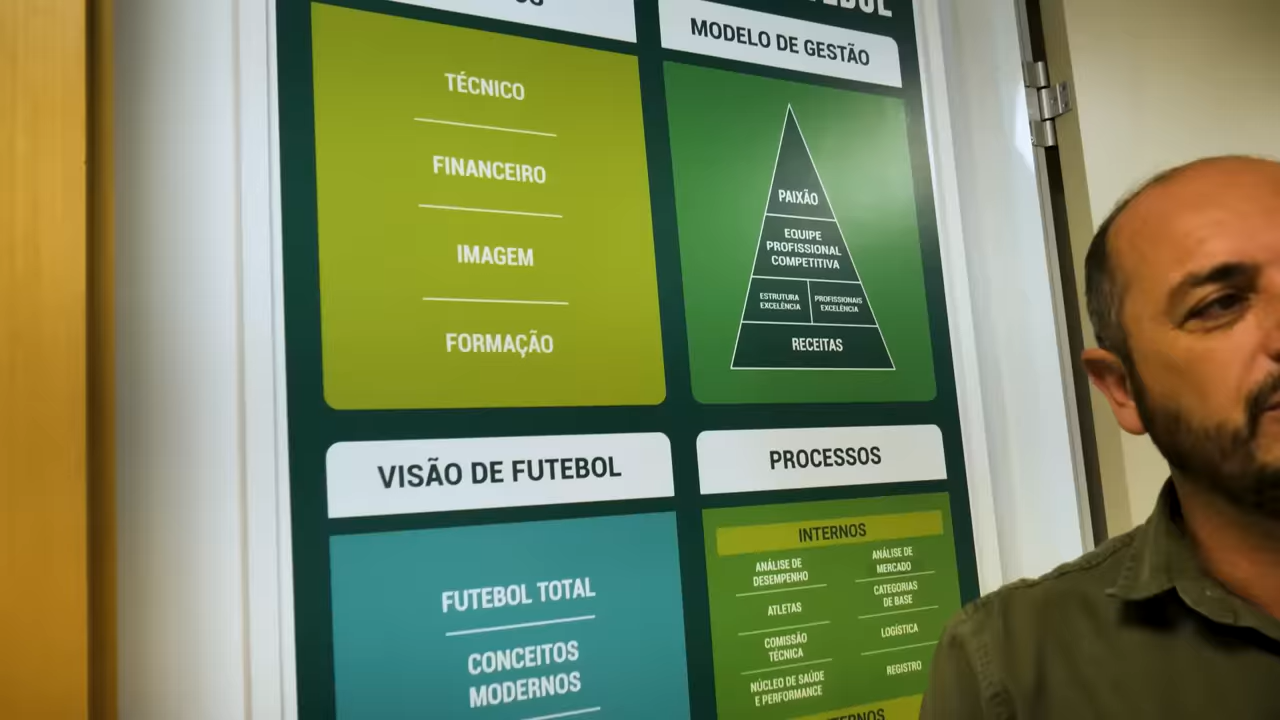 MODELO DE GESTÃO
TÉCNICO
FINANCEIRO
IMAGEM
FORMAÇÃO
PAIXÃO
EQUIPE
PROFISSIONAL
COMPETITIVA
ESTRUTURA
EXCELÊNCIA
PROFISSIONAIS
EXCELÊNCIA
RECEITAS
VISÃO DE FUTEBOL
FUTEBOL TOTAL
CONCEITOS
MODERNOS
PROCESSOS
INTERNOS
ANÁLISE DE
DESEMPENHO
ATLETAS
COMISSÃO
TÉCNICA
NÚCLEO DE SAÚDE
E PERFORMANCE
ANÁLISE DE
MERCADO
CATEGORIAS
DE BASE
LOGÍSTICA
REGISTRO